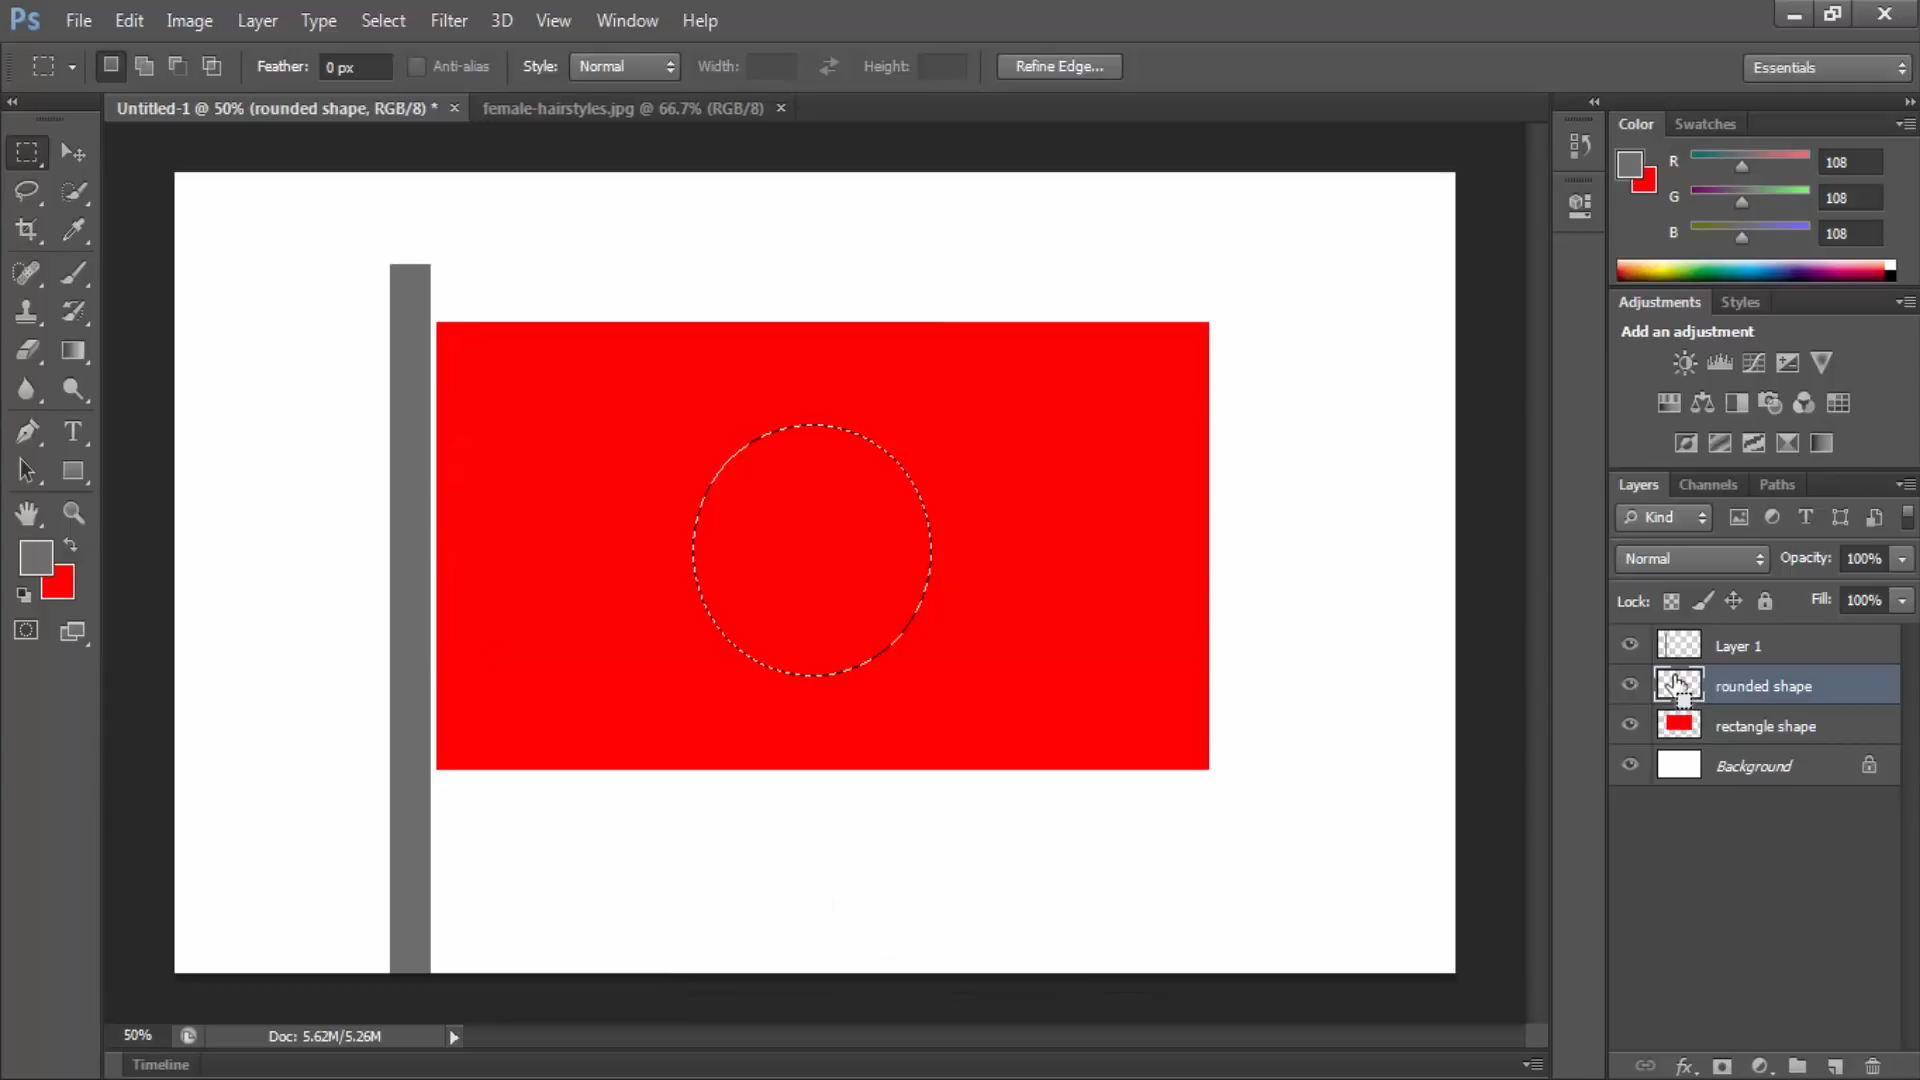 Ps File Edit Image Layer Type Select Filter 3D View Window Help
Feather: 0 px Anti-alias Style: Normal Width: Height: Refine Edge... Essentials
Untitled-1 @ 50% (rounded shape, RGB/8) * × female-hairstyles.jpg @ 66.7% (RGB/8) ×
Color Swatches
R 108
G 108
B 108
Adjustments Styles
Add an adjustment
Layers Channels Paths
Kind
Normal Opacity: 100%
Lock: Fill: 100%
Layer 1
rounded shape
rectangle shape
Background
50% Doc: 5.62M/5.26M
Timeline
fx